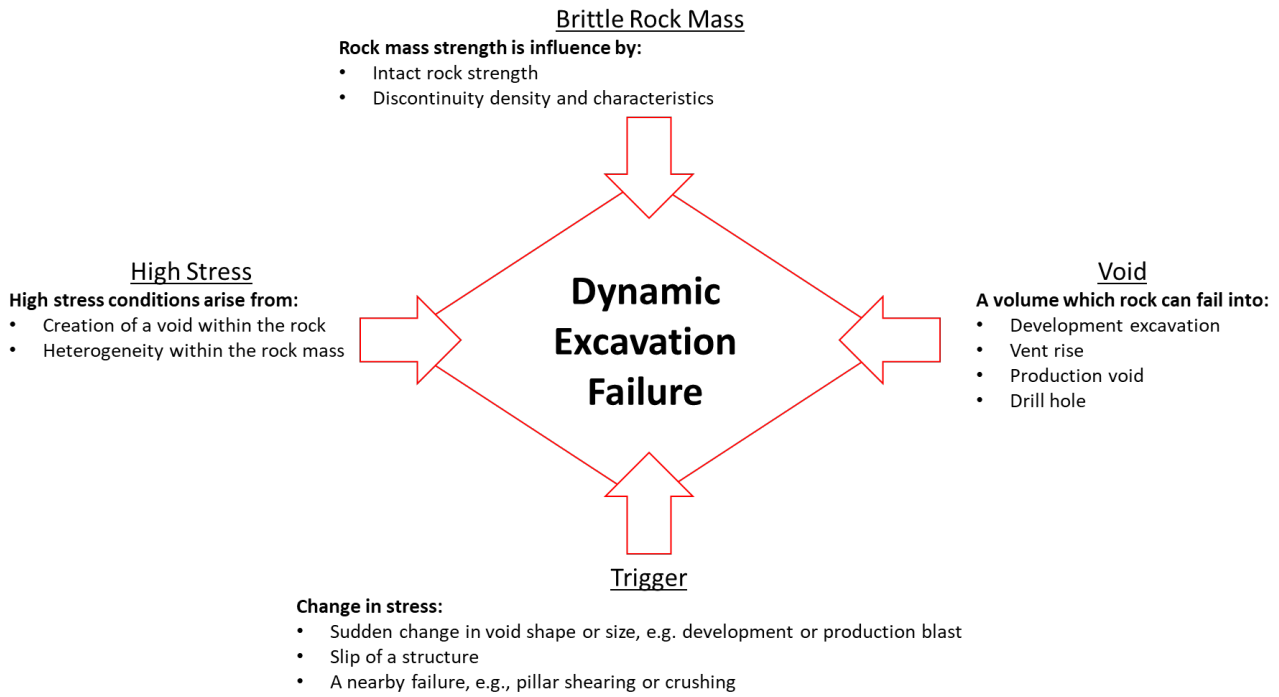 Brittle Rock Mass
Rock mass strength is influence by:
• Intact rock strength
• Discontinuity density and characteristics
High Stress
High stress conditions arise from:
• Creation of a void within the rock
• Heterogeneity within the rock mass
Dynamic
Excavation
Failure
Void
A volume which rock can fail into:
• Development excavation
• Vent rise
• Production void
• Drill hole
Trigger
Change in stress:
• Sudden change in void shape or size, e.g. development or production blast
• Slip of a structure
• A nearby failure, e.g., pillar shearing or crushing